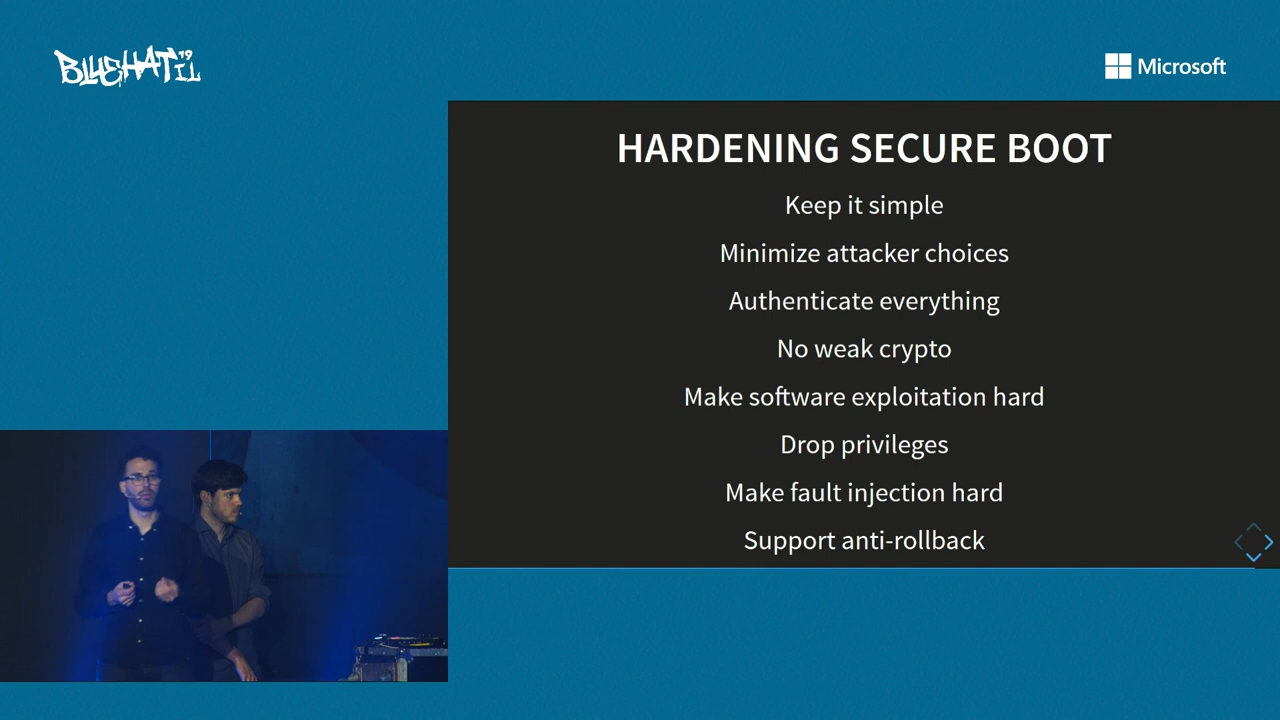 BLUEHAT
IL
'19
Microsoft
HARDENING SECURE BOOT
Keep it simple
Minimize attacker choices
Authenticate everything
No weak crypto
Make software exploitation hard
Drop privileges
Make fault injection hard
Support anti-rollback